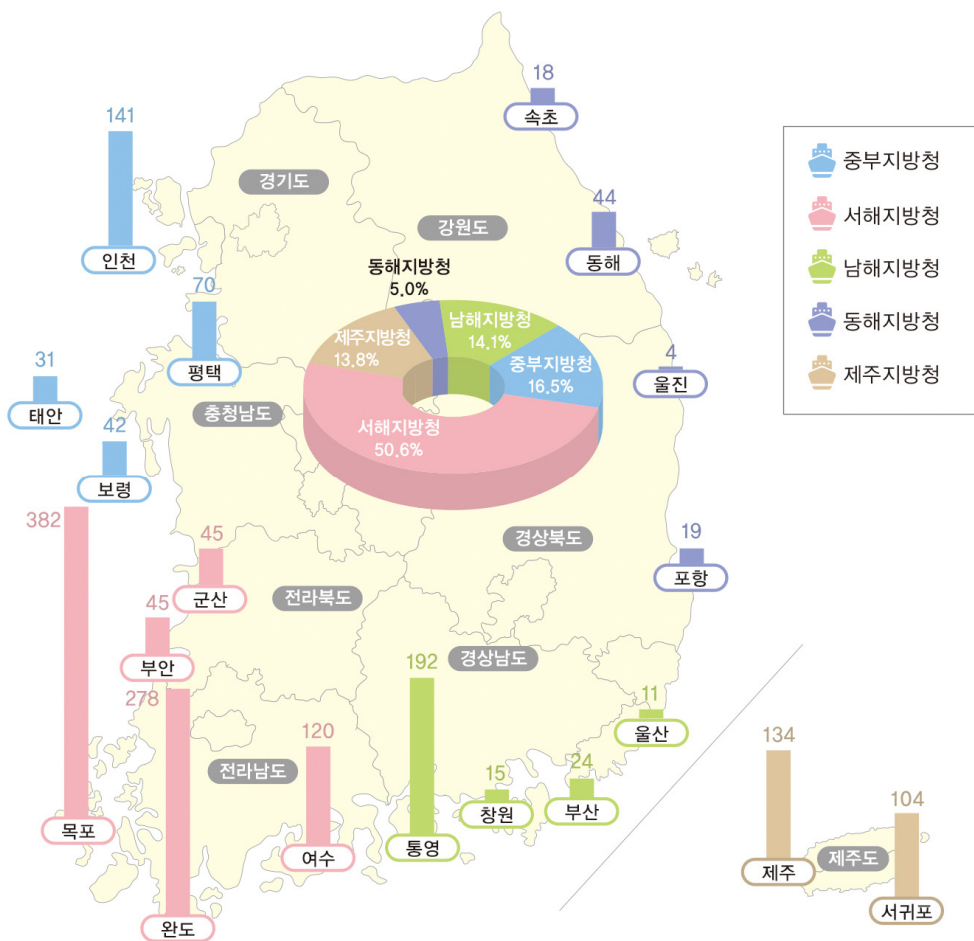 18
속초
141
인천
경기도
강원도
44
동해
중부지방청
서해지방청
남해지방청
동해지방청
제주지방청
동해지방청
5.0%
남해지방청
14.1%
제주지방청
13.8%
중부지방청
16.5%
서해지방청
50.6%
70
평택
4
울진
31
태안
충청남도
42
보령
382
목포
45
군산
경상북도
19
포항
전라북도
45
부안
경상남도
192
통영
278
완도
11
울산
120
여수
전라남도
15
창원
24
부산
134
제주
104
제주도
서귀포